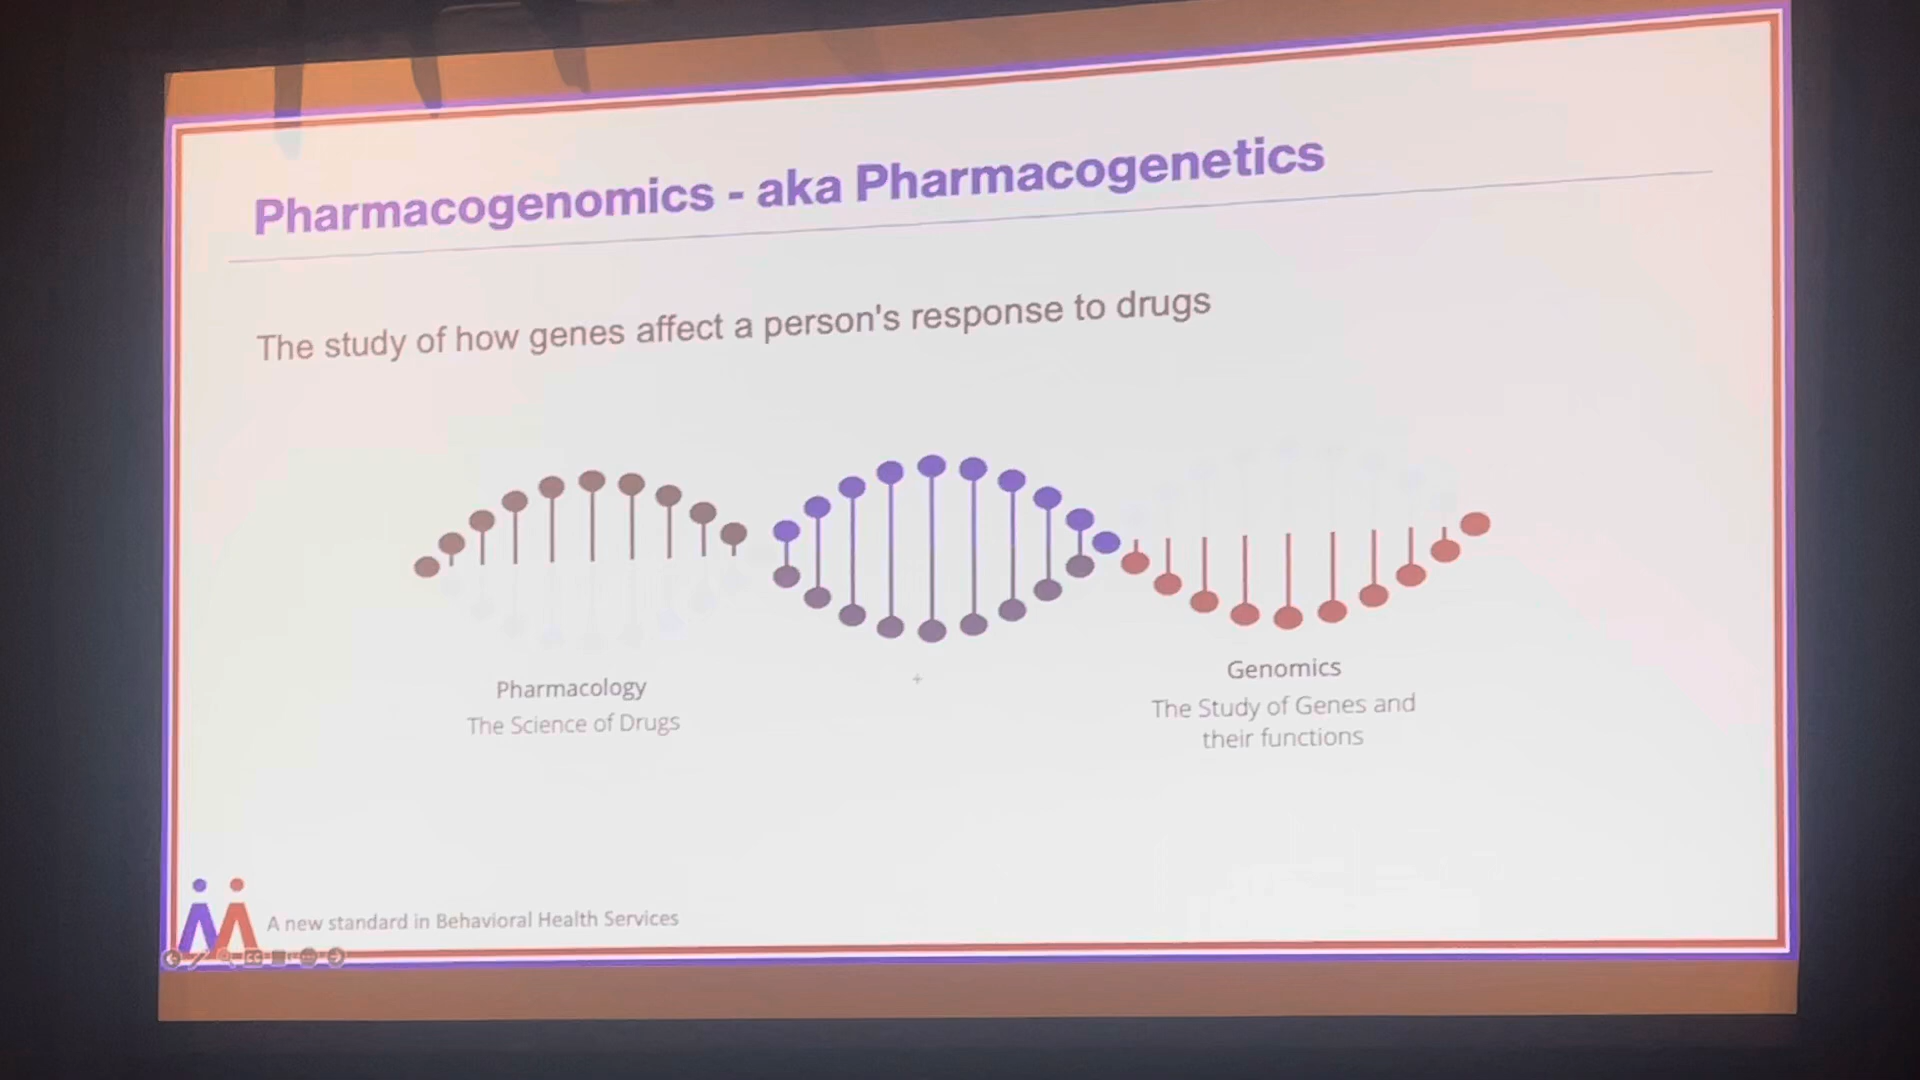 Pharmacogenomics - aka Pharmacogenetics
The study of how genes affect a person's response to drugs
Pharmacology
The Science of Drugs
+
Genomics
The Study of Genes and
their functions
A new standard in Behavioral Health Services
CC